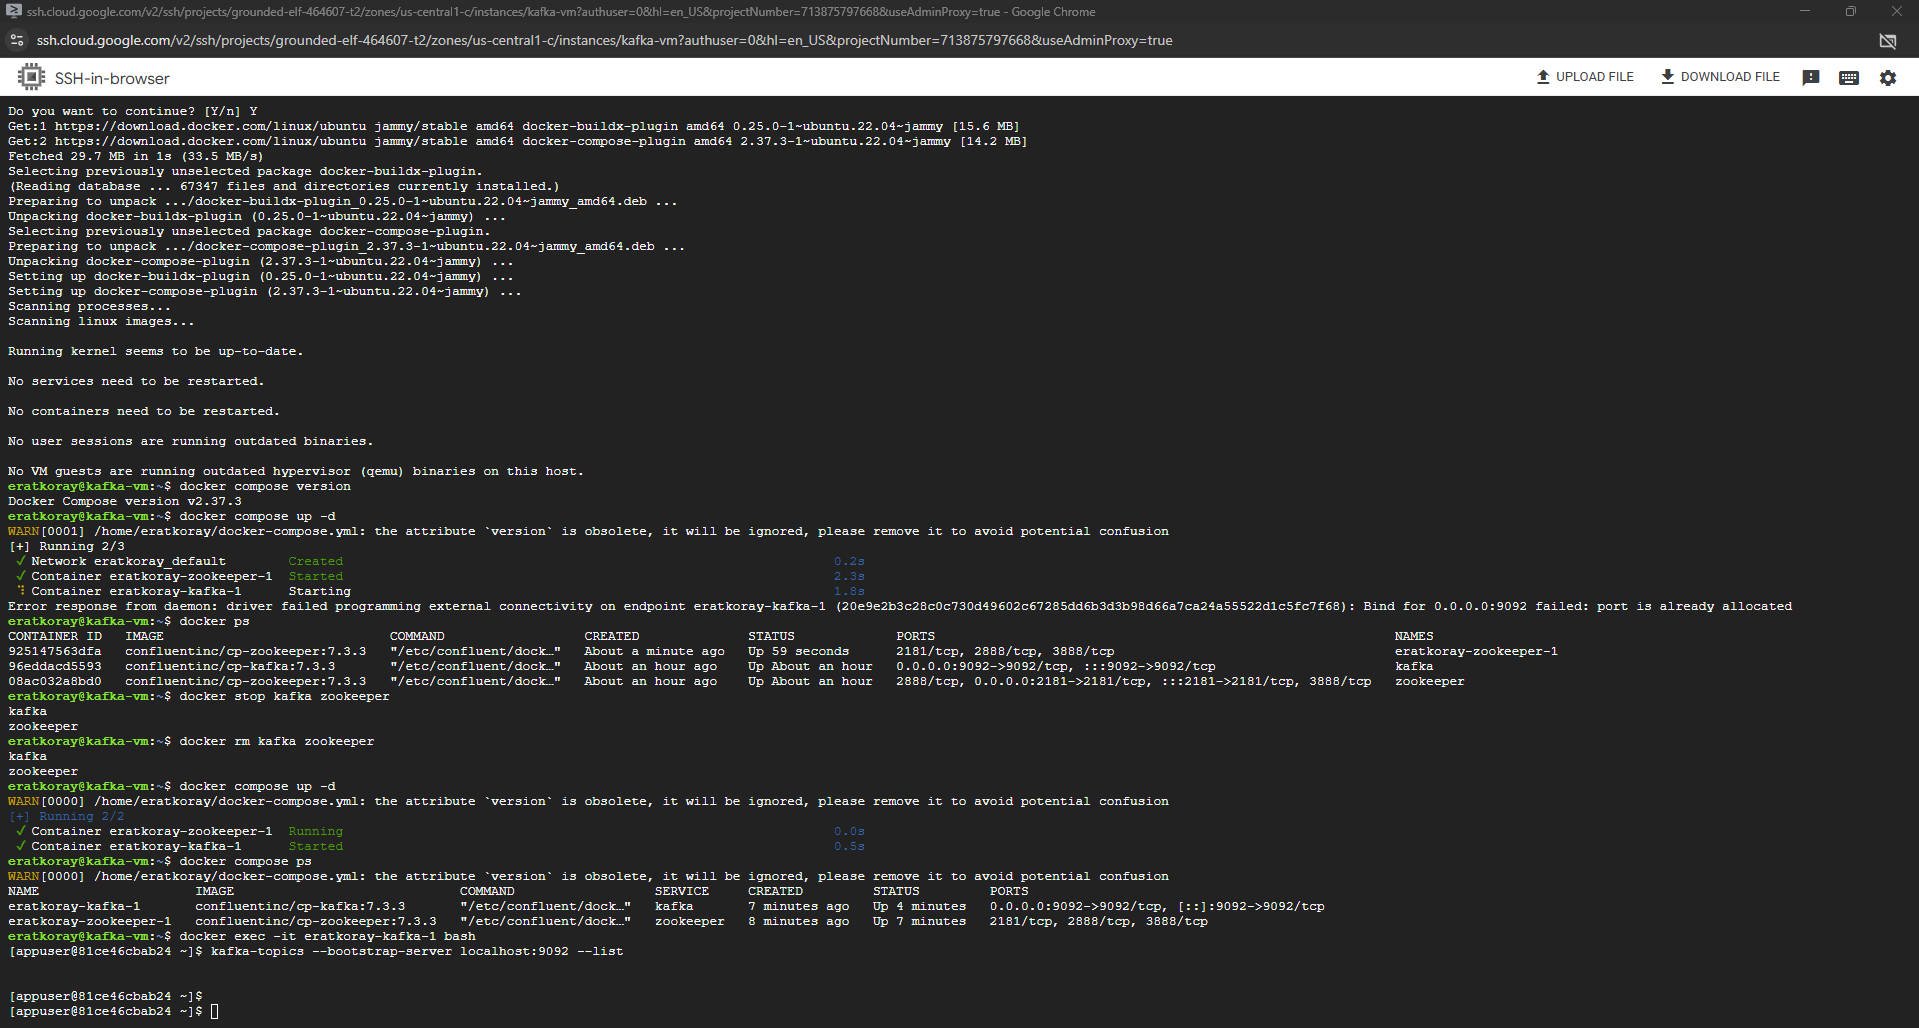 ssh.cloud.google.com/v2/ssh/projects/grounded-elf-464607-t2/zones/us-central1-c/instances/kafka-vm?authuser=0&hl=en_US&projectNumber=713875797668&useAdminProxy=true - Google Chrome
ssh.cloud.google.com/v2/ssh/projects/grounded-elf-464607-t2/zones/us-central1-c/instances/kafka-vm?authuser=0&hl=en_US&projectNumber=713875797668&useAdminProxy=true
SSH-in-browser UPLOAD FILE DOWNLOAD FILE
Do you want to continue? [Y/n] Y
Get:1 https://download.docker.com/linux/ubuntu jammy/stable amd64 docker-buildx-plugin amd64 0.25.0-1~ubuntu.22.04~jammy [15.6 MB]
Get:2 https://download.docker.com/linux/ubuntu jammy/stable amd64 docker-compose-plugin amd64 2.37.3-1~ubuntu.22.04~jammy [14.2 MB]
Fetched 29.7 MB in 1s (33.5 MB/s)
Selecting previously unselected package docker-buildx-plugin.
(Reading database ... 67347 files and directories currently installed.)
Preparing to unpack .../docker-buildx-plugin_0.25.0-1~ubuntu.22.04~jammy_amd64.deb ...
Unpacking docker-buildx-plugin (0.25.0-1~ubuntu.22.04~jammy) ...
Selecting previously unselected package docker-compose-plugin.
Preparing to unpack .../docker-compose-plugin_2.37.3-1~ubuntu.22.04~jammy_amd64.deb ...
Unpacking docker-compose-plugin (2.37.3-1~ubuntu.22.04~jammy) ...
Setting up docker-buildx-plugin (0.25.0-1~ubuntu.22.04~jammy) ...
Setting up docker-compose-plugin (2.37.3-1~ubuntu.22.04~jammy) ...
Scanning processes...
Scanning linux images...
Running kernel seems to be up-to-date.
No services need to be restarted.
No containers need to be restarted.
No user sessions are running outdated binaries.
No VM guests are running outdated hypervisor (qemu) binaries on this host.
eratkoray@kafka-vm:~$ docker compose version
Docker Compose version v2.37.3
eratkoray@kafka-vm:~$ docker compose up -d
WARN[0001] /home/eratkoray/docker-compose.yml: the attribute `version` is obsolete, it will be ignored, please remove it to avoid potential confusion
[+] Running 2/3
✓ Network eratkoray_default Created 0.2s
✓ Container eratkoray-zookeeper-1 Started 2.3s
⠹ Container eratkoray-kafka-1 Starting 1.8s
Error response from daemon: driver failed programming external connectivity on endpoint eratkoray-kafka-1 (20e9e2b3c28c0c730d49602c67285dd6b3d3b98d66a7ca24a55522d1c5fc7f68): Bind for 0.0.0.0:9092 failed: port is already allocated
eratkoray@kafka-vm:~$ docker ps
CONTAINER ID IMAGE COMMAND CREATED STATUS PORTS NAMES
925147563dfa confluentinc/cp-zookeeper:7.3.3 "/etc/confluent/dock…" About a minute ago Up 59 seconds 2181/tcp, 2888/tcp, 3888/tcp eratkoray-zookeeper-1
96eddacd5593 confluentinc/cp-kafka:7.3.3 "/etc/confluent/dock…" About an hour ago Up About an hour 0.0.0.0:9092->9092/tcp, :::9092->9092/tcp kafka
08ac032a8bd0 confluentinc/cp-zookeeper:7.3.3 "/etc/confluent/dock…" About an hour ago Up About an hour 2888/tcp, 0.0.0.0:2181->2181/tcp, :::2181->2181/tcp, 3888/tcp zookeeper
eratkoray@kafka-vm:~$ docker stop kafka zookeeper
kafka
zookeeper
eratkoray@kafka-vm:~$ docker rm kafka zookeeper
kafka
zookeeper
eratkoray@kafka-vm:~$ docker compose up -d
WARN[0000] /home/eratkoray/docker-compose.yml: the attribute `version` is obsolete, it will be ignored, please remove it to avoid potential confusion
[+] Running 2/2
✓ Container eratkoray-zookeeper-1 Running 0.0s
✓ Container eratkoray-kafka-1 Started 0.5s
eratkoray@kafka-vm:~$ docker compose ps
WARN[0000] /home/eratkoray/docker-compose.yml: the attribute `version` is obsolete, it will be ignored, please remove it to avoid potential confusion
NAME IMAGE COMMAND SERVICE CREATED STATUS PORTS
eratkoray-kafka-1 confluentinc/cp-kafka:7.3.3 "/etc/confluent/dock…" kafka 7 minutes ago Up 4 minutes 0.0.0.0:9092->9092/tcp, [::]:9092->9092/tcp
eratkoray-zookeeper-1 confluentinc/cp-zookeeper:7.3.3 "/etc/confluent/dock…" zookeeper 8 minutes ago Up 7 minutes 2181/tcp, 2888/tcp, 3888/tcp
eratkoray@kafka-vm:~$ docker exec -it eratkoray-kafka-1 bash
[appuser@81ce46cbab24 ~]$ kafka-topics --bootstrap-server localhost:9092 --list
[appuser@81ce46cbab24 ~]$
[appuser@81ce46cbab24 ~]$